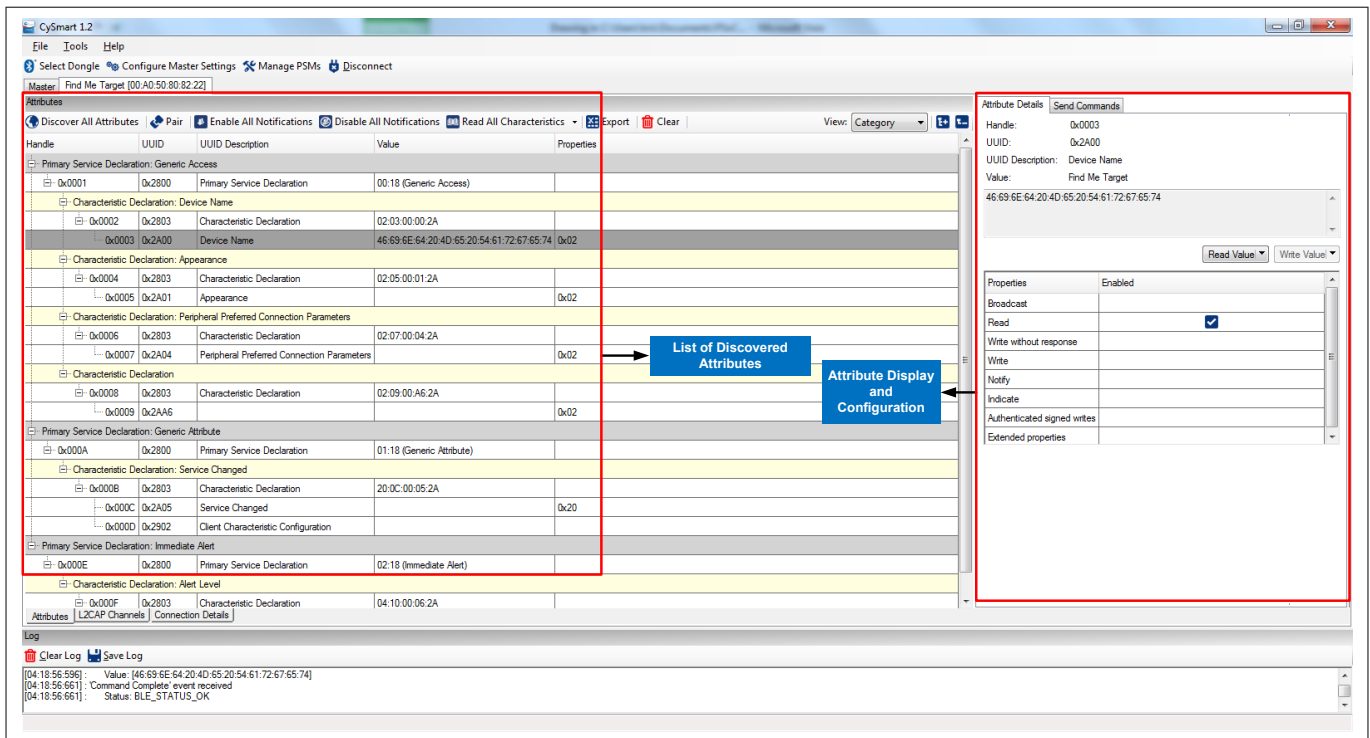 CySmart 1.2
File Tools Help
Select Dongle Configure Master Settings Manage PSMs Disconnect
Master Find Me Target [00:A0:50:80:82:22]
Attributes
Discover All Attributes Pair Enable All Notifications Disable All Notifications Read All Characteristics Export Clear View: Category
Handle UUID UUID Description Value Properties
Primary Service Declaration: Generic Access
0x0001 0x2800 Primary Service Declaration 00:18 (Generic Access)
Characteristic Declaration: Device Name
0x0002 0x2803 Characteristic Declaration 02:03:00:00:2A
0x0003 0x2A00 Device Name 46:69:6E:64:20:4D:65:20:54:61:72:67:65:74 0x02
Characteristic Declaration: Appearance
0x0004 0x2803 Characteristic Declaration 02:05:00:01:2A
0x0005 0x2A01 Appearance 0x02
Characteristic Declaration: Peripheral Preferred Connection Parameters
0x0006 0x2803 Characteristic Declaration 02:07:00:04:2A
0x0007 0x2A04 Peripheral Preferred Connection Parameters 0x02
Characteristic Declaration
0x0008 0x2803 Characteristic Declaration 02:09:00:A6:2A
0x0009 0x2AA6 0x02
Primary Service Declaration: Generic Attribute
0x000A 0x2800 Primary Service Declaration 01:18 (Generic Attribute)
Characteristic Declaration: Service Changed
0x000B 0x2803 Characteristic Declaration 20:0C:00:05:2A
0x000C 0x2A05 Service Changed 0x20
0x000D 0x2902 Client Characteristic Configuration
Primary Service Declaration: Immediate Alert
0x000E 0x2800 Primary Service Declaration 02:18 (Immediate Alert)
Characteristic Declaration: Alert Level
0x000F 0x2803 Characteristic Declaration 04:10:00:06:2A
Attributes L2CAP Channels Connection Details
List of Discovered
Attributes
Attribute Display
and
Configuration
Attribute Details Send Commands
Handle: 0x0003
UUID: 0x2A00
UUID Description: Device Name
Value: Find Me Target
46:69:6E:64:20:4D:65:20:54:61:72:67:65:74
Read Value Write Value
Properties Enabled
Broadcast
Read
Write without response
Write
Notify
Indicate
Authenticated signed writes
Extended properties
Log
Clear Log Save Log
[04:18:56:596] : Value: [46:69:6E:64:20:4D:65:20:54:61:72:67:65:74]
[04:18:56:661] : 'Command Complete' event received
[04:18:56:661] : Status: BLE_STATUS_OK